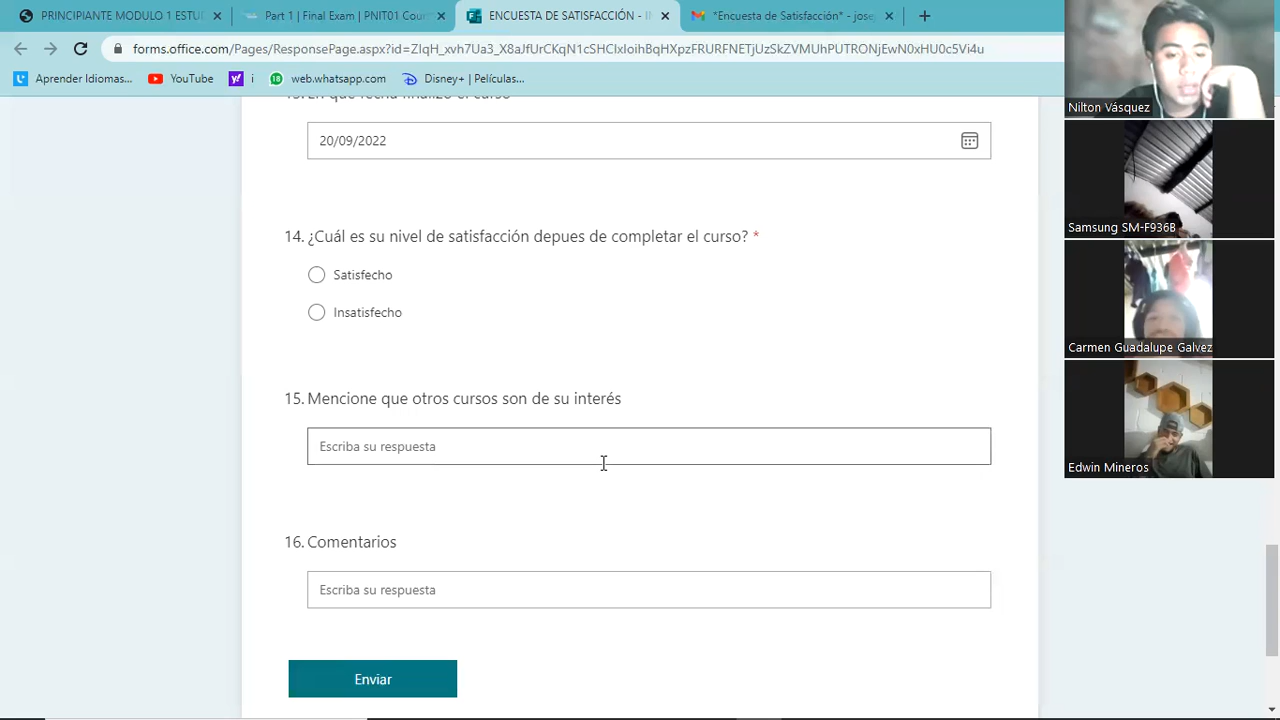 PRINCIPIANTE MODULO 1 ESTUD
Part 1 | Final Exam | PNIT01 Cour
ENCUESTA DE SATISFACCIÓN - IN
*Encuesta de Satisfacción* - jose
forms.office.com/Pages/ResponsePage.aspx?id=ZIqH_xvh7Ua3_X8aJfUrCKqN1cSHCIxIoihBqHXpzFRURFNETjUzSkZVMUhPUTRONjEwN0xHU0c5Vi4u
Aprender Idiomas...
YouTube
i
web.whatsapp.com
Disney+ | Películas...
20/09/2022
14. ¿Cuál es su nivel de satisfacción depues de completar el curso? *
Satisfecho
Insatisfecho
15. Mencione que otros cursos son de su interés
Escriba su respuesta
16. Comentarios
Escriba su respuesta
Enviar
Nilton Vásquez
Samsung SM-F936B
Carmen Guadalupe Galvez
Edwin Mineros